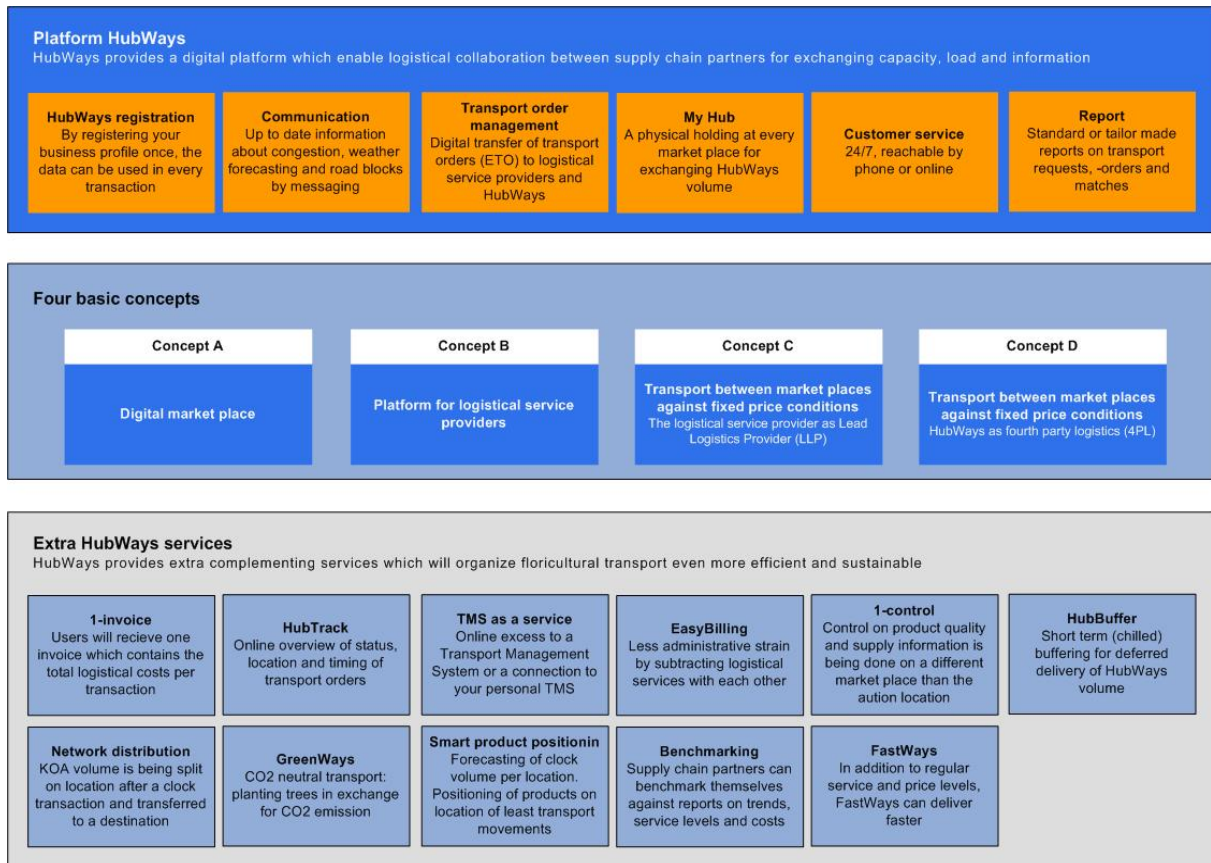 Platform HubWays
HubWays provides a digital platform which enable logistical collaboration between supply chain partners for exchanging capacity, load and information
HubWays registration
By registering your
business profile once, the
data can be used in every
transaction
Communication
Up to date information
about congestion, weather
forecasting and road blocks
by messaging
Transport order
management
Digital transfer of transport
orders (ETO) to logistical
service providers and
HubWays
My Hub
A physical holding at every
market place for
exchanging HubWays
volume
Customer service
24/7, reachable by
phone or online
Report
Standard or tailor made
reports on transport
requests, -orders and
matches
Four basic concepts
Concept A
Digital market place
Concept B
Platform for logistical service
providers
Concept C
Transport between market places
against fixed price conditions
The logistical service provider as Lead
Logistics Provider (LLP)
Concept D
Transport between market places
against fixed price conditions
HubWays as fourth party logistics (4PL)
Extra HubWays services
HubWays provides extra complementing services which will organize floricultural transport even more efficient and sustainable
1-invoice
Users will recieve one
invoice which contains the
total logistical costs per
transaction
HubTrack
Online overview of status,
location and timing of
transport orders
TMS as a service
Online excess to a
Transport Management
System or a connection to
your personal TMS
EasyBilling
Less administrative strain
by subtracting logistical
services with each other
1-control
Control on product quality
and supply information is
being done on a different
market place than the
aution location
HubBuffer
Short term (chilled)
buffering for deferred
delivery of HubWays
volume
Network distribution
KOA volume is being split
on location after a clock
transaction and transferred
to a destination
GreenWays
CO2 neutral transport:
planting trees in exchange
for CO2 emission
Smart product positionin
Forecasting of clock
volume per location.
Positioning of products on
location of least transport
movements
Benchmarking
Supply chain partners can
benchmark themselves
against reports on trends,
service levels and costs
FastWays
In addition to regular
service and price levels,
FastWays can deliver
faster